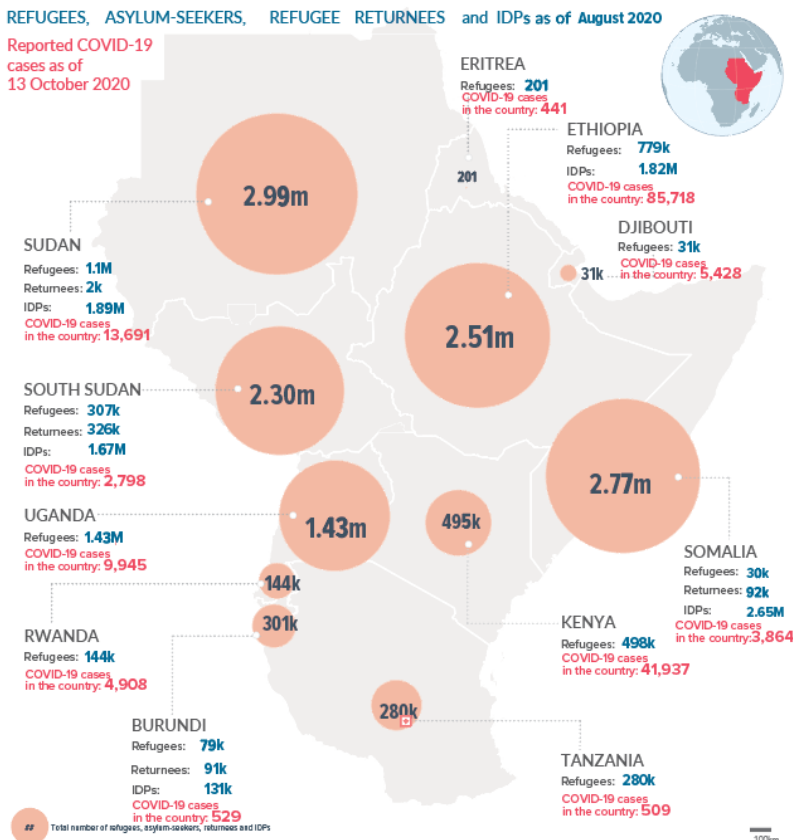 REFUGEES, ASYLUM-SEEKERS, REFUGEE RETURNEES and IDPs as of August 2020
Reported COVID-19
cases as of
13 October 2020
ERITREA
Refugees: 201
COVID-19 cases
in the country: 441
201
ETHIOPIA
Refugees: 779k
IDPs: 1.82M
COVID-19 cases
in the country: 85,718
2.51m
DJIBOUTI
Refugees: 31k
COVID-19 cases
in the country: 5,428
31k
2.99m
SUDAN
Refugees: 1.1M
Returnees: 2k
IDPs: 1.89M
COVID-19 cases
in the country: 13,691
2.30m
SOUTH SUDAN
Refugees: 307k
Returnees: 326k
IDPs: 1.67M
COVID-19 cases
in the country: 2,798
1.43m
UGANDA
Refugees: 1.43M
COVID-19 cases
in the country: 9,945
495k
2.77m
SOMALIA
Refugees: 30k
Returnees: 92k
IDPs: 2.65M
COVID-19 cases
in the country: 3,864
144k
RWANDA
Refugees: 144k
COVID-19 cases
in the country: 4,908
301k
KENYA
Refugees: 498k
COVID-19 cases
in the country: 41,937
BURUNDI
Refugees: 79k
Returnees: 91k
IDPs: 131k
COVID-19 cases
in the country: 529
280k
TANZANIA
Refugees: 280k
COVID-19 cases
in the country: 509
## Total number of refugees, asylum-seekers, returnees and IDPs
100km